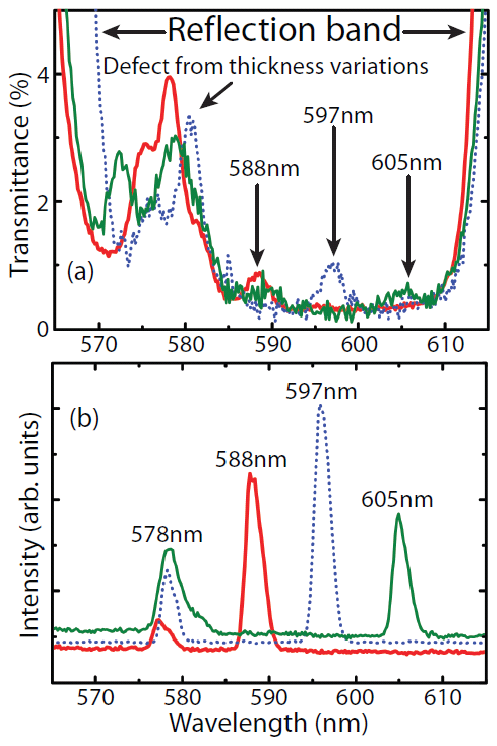 Reflection band
Defect from thickness variations
597nm
588nm
605nm
4
2
0
Transmittance (%)
(a)
570 580 590 600 610
(b)
597nm
588nm
605nm
578nm
Intensity (arb. units)
570 580 590 600 610
Wavelength (nm)